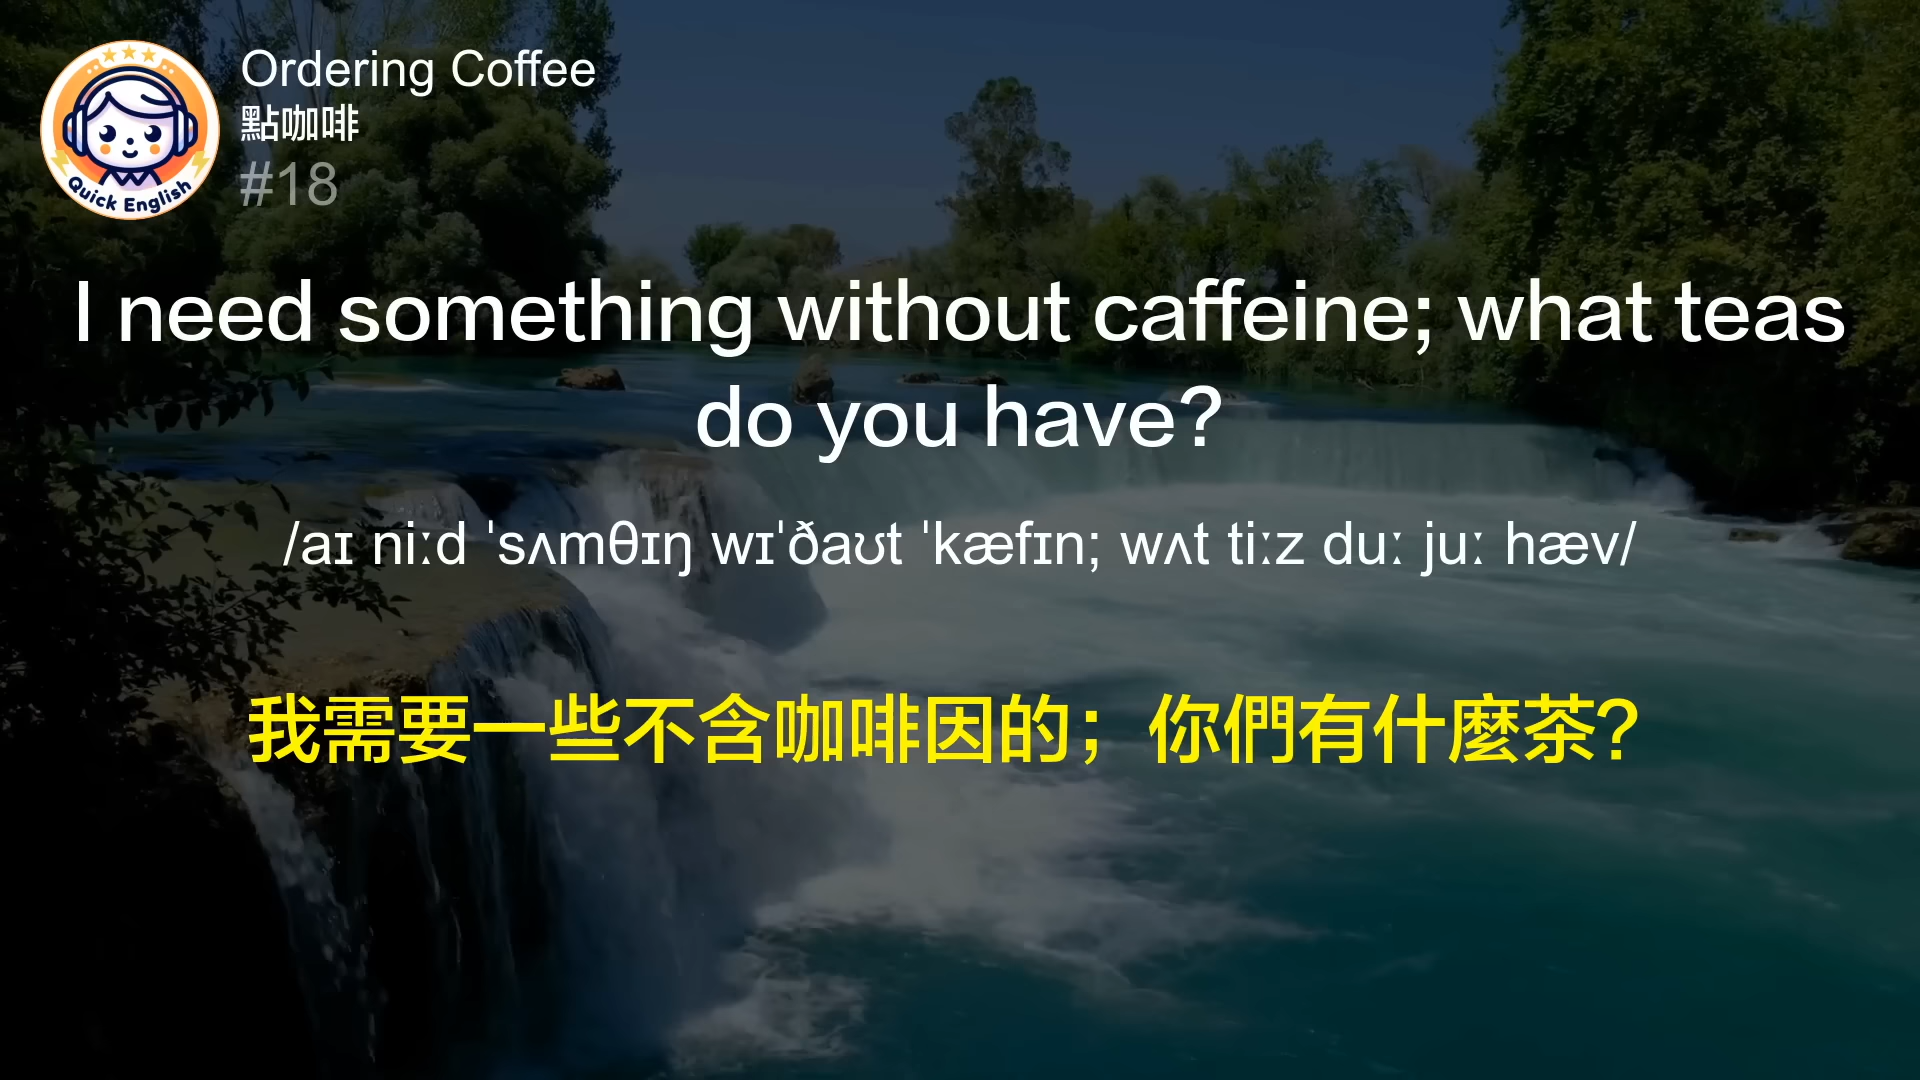 Quick English
Ordering Coffee
點咖啡
#18
I need something without caffeine; what teas
do you have?
/aɪ niːd ˈsʌmθɪŋ wɪˈðaʊt ˈkæfɪn; wʌt tiːz duː juː hæv/
我需要一些不含咖啡因的；你們有什麼茶?